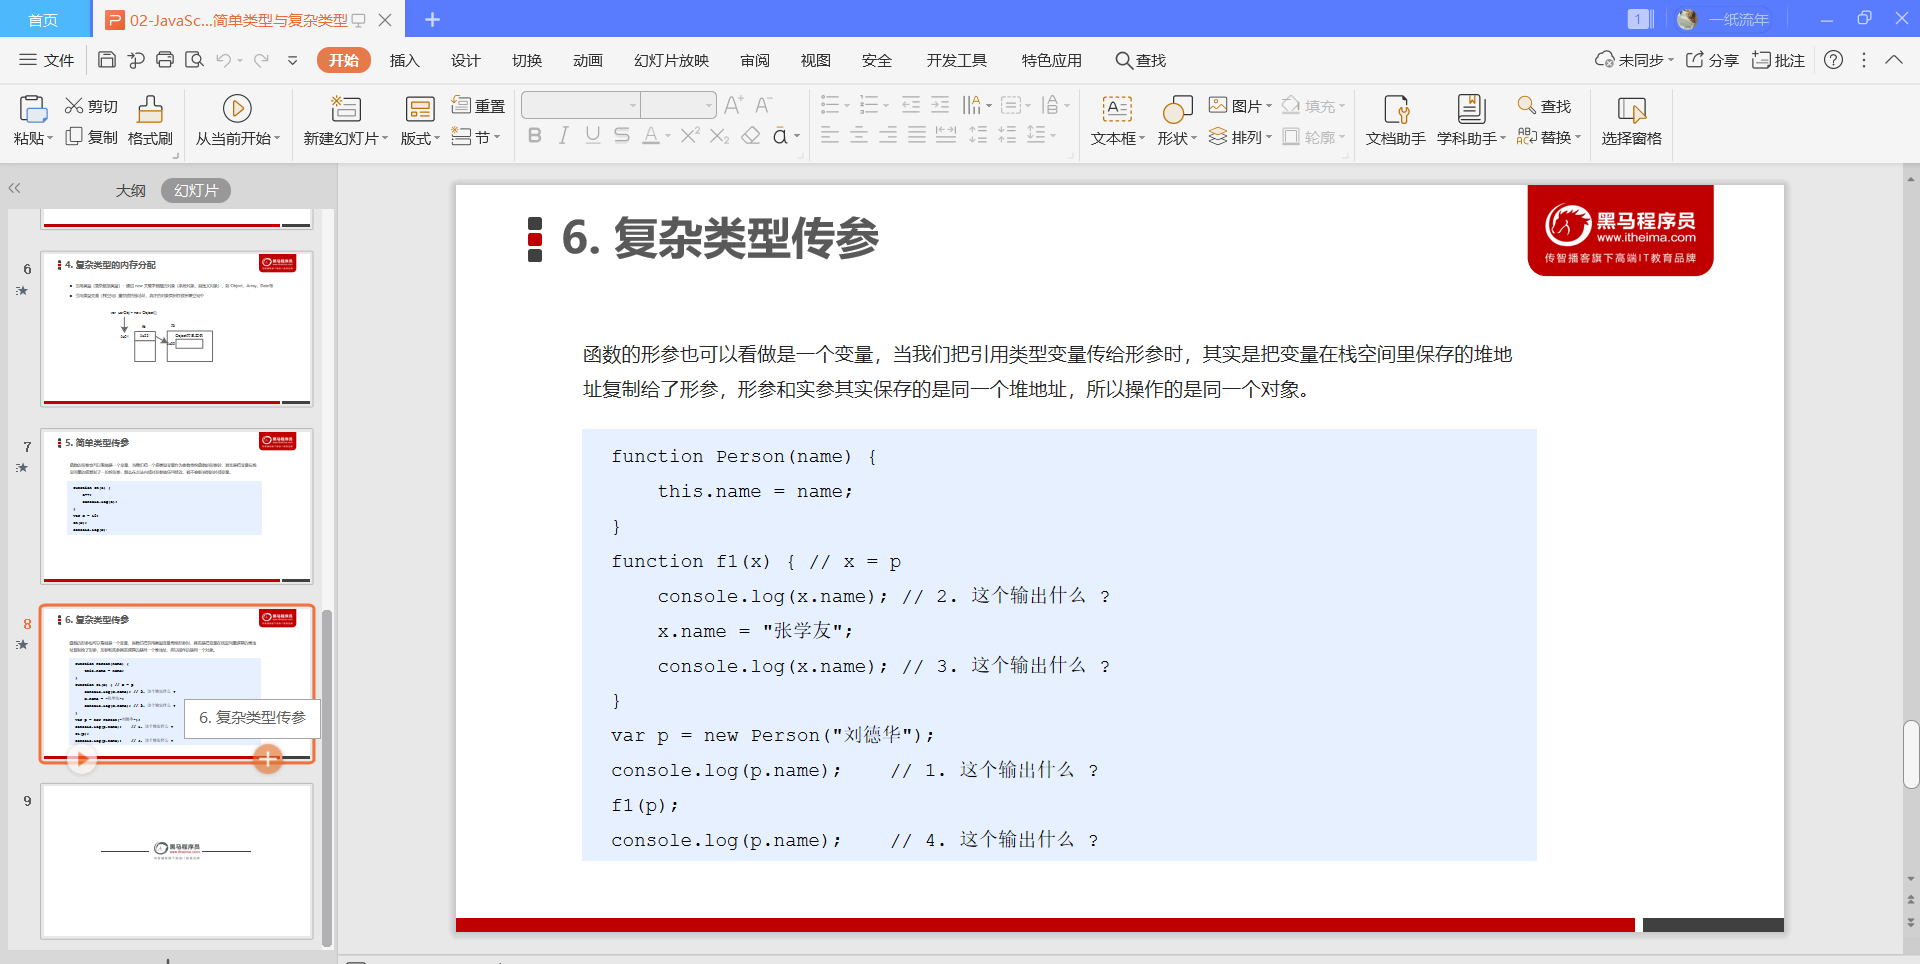 首页
02-JavaSc...简单类型与复杂类型
1
一纸流年
文件
开始
插入
设计
切换
动画
幻灯片放映
审阅
视图
安全
开发工具
特色应用
查找
未同步
分享
批注
粘贴
剪切
复制
格式刷
从当前开始
新建幻灯片
版式
重置
节
文本框
形状
图片
排列
填充
轮廓
文档助手
学科助手
查找
替换
选择窗格
大纲
幻灯片
6
4. 复杂类型的内存分配
7
5. 简单类型传参
8
6. 复杂类型传参
6. 复杂类型传参
9
6. 复杂类型传参
黑马程序员
www.itheima.com
传智播客旗下高端IT教育品牌
函数的形参也可以看做是一个变量，当我们把引用类型变量传给形参时，其实是把变量在栈空间里保存的堆地
址复制给了形参，形参和实参其实保存的是同一个堆地址，所以操作的是同一个对象。
function Person(name) {
    this.name = name;
}
function f1(x) { // x = p
    console.log(x.name); // 2. 这个输出什么 ?
    x.name = "张学友";
    console.log(x.name); // 3. 这个输出什么 ?
}
var p = new Person("刘德华");
console.log(p.name);    // 1. 这个输出什么 ?
f1(p);
console.log(p.name);    // 4. 这个输出什么 ?